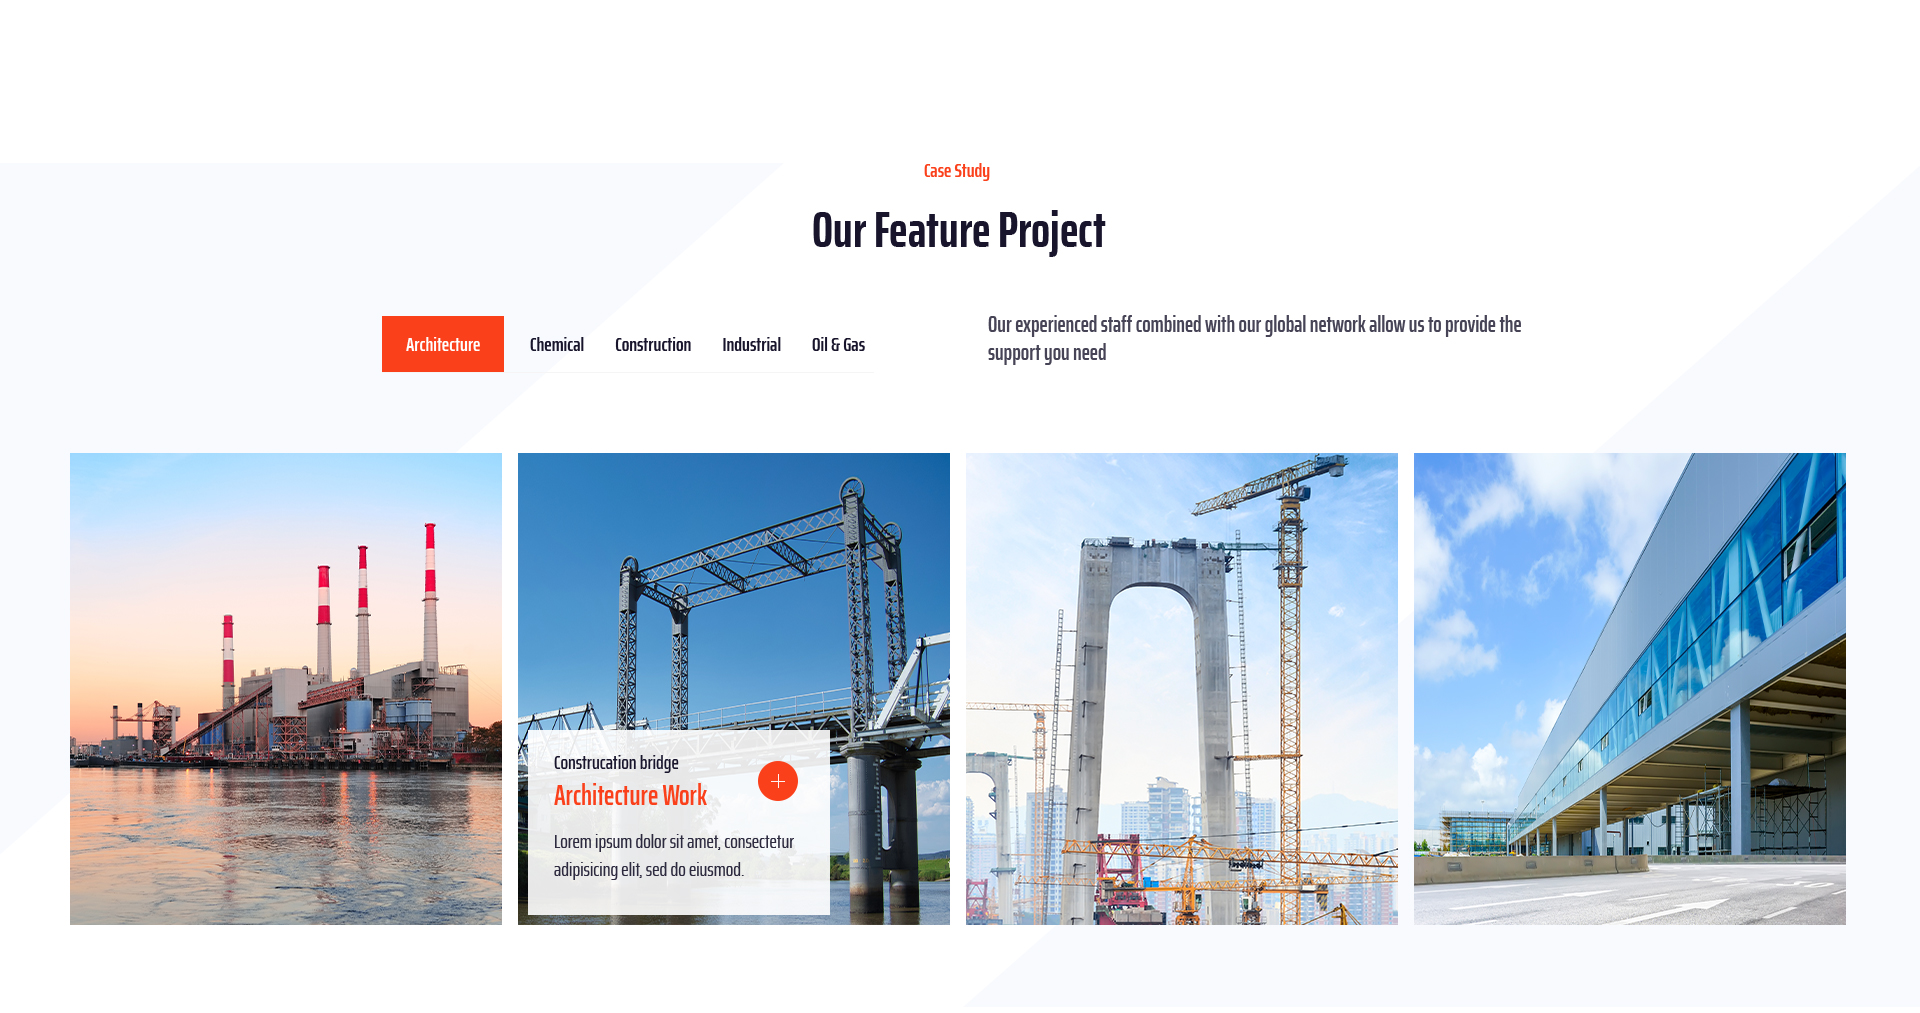 Case Study
Our Feature Project
Architecture
Chemical
Construction
Industrial
Oil & Gas
Our experienced staff combined with our global network allow us to provide the
support you need
Construcation bridge
Architecture Work
Lorem ipsum dolor sit amet, consectetur
adipisicing elit, sed do eiusmod.